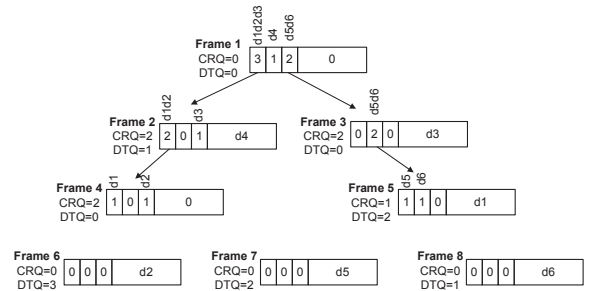 d1d2d3 d4 d5d6
Frame 1
CRQ=0 3 1 2 0
DTQ=0
d1d2 d3 d5d6
Frame 2 Frame 3
CRQ=2 2 0 1 d4 CRQ=2 0 2 0 d3
DTQ=1 DTQ=0
d1 d2 d5 d6
Frame 4 Frame 5
CRQ=2 1 0 1 0 CRQ=1 1 1 0 d1
DTQ=0 DTQ=2
Frame 6 Frame 7 Frame 8
CRQ=0 0 0 0 d2 CRQ=0 0 0 0 d5 CRQ=0 0 0 0 d6
DTQ=3 DTQ=2 DTQ=1